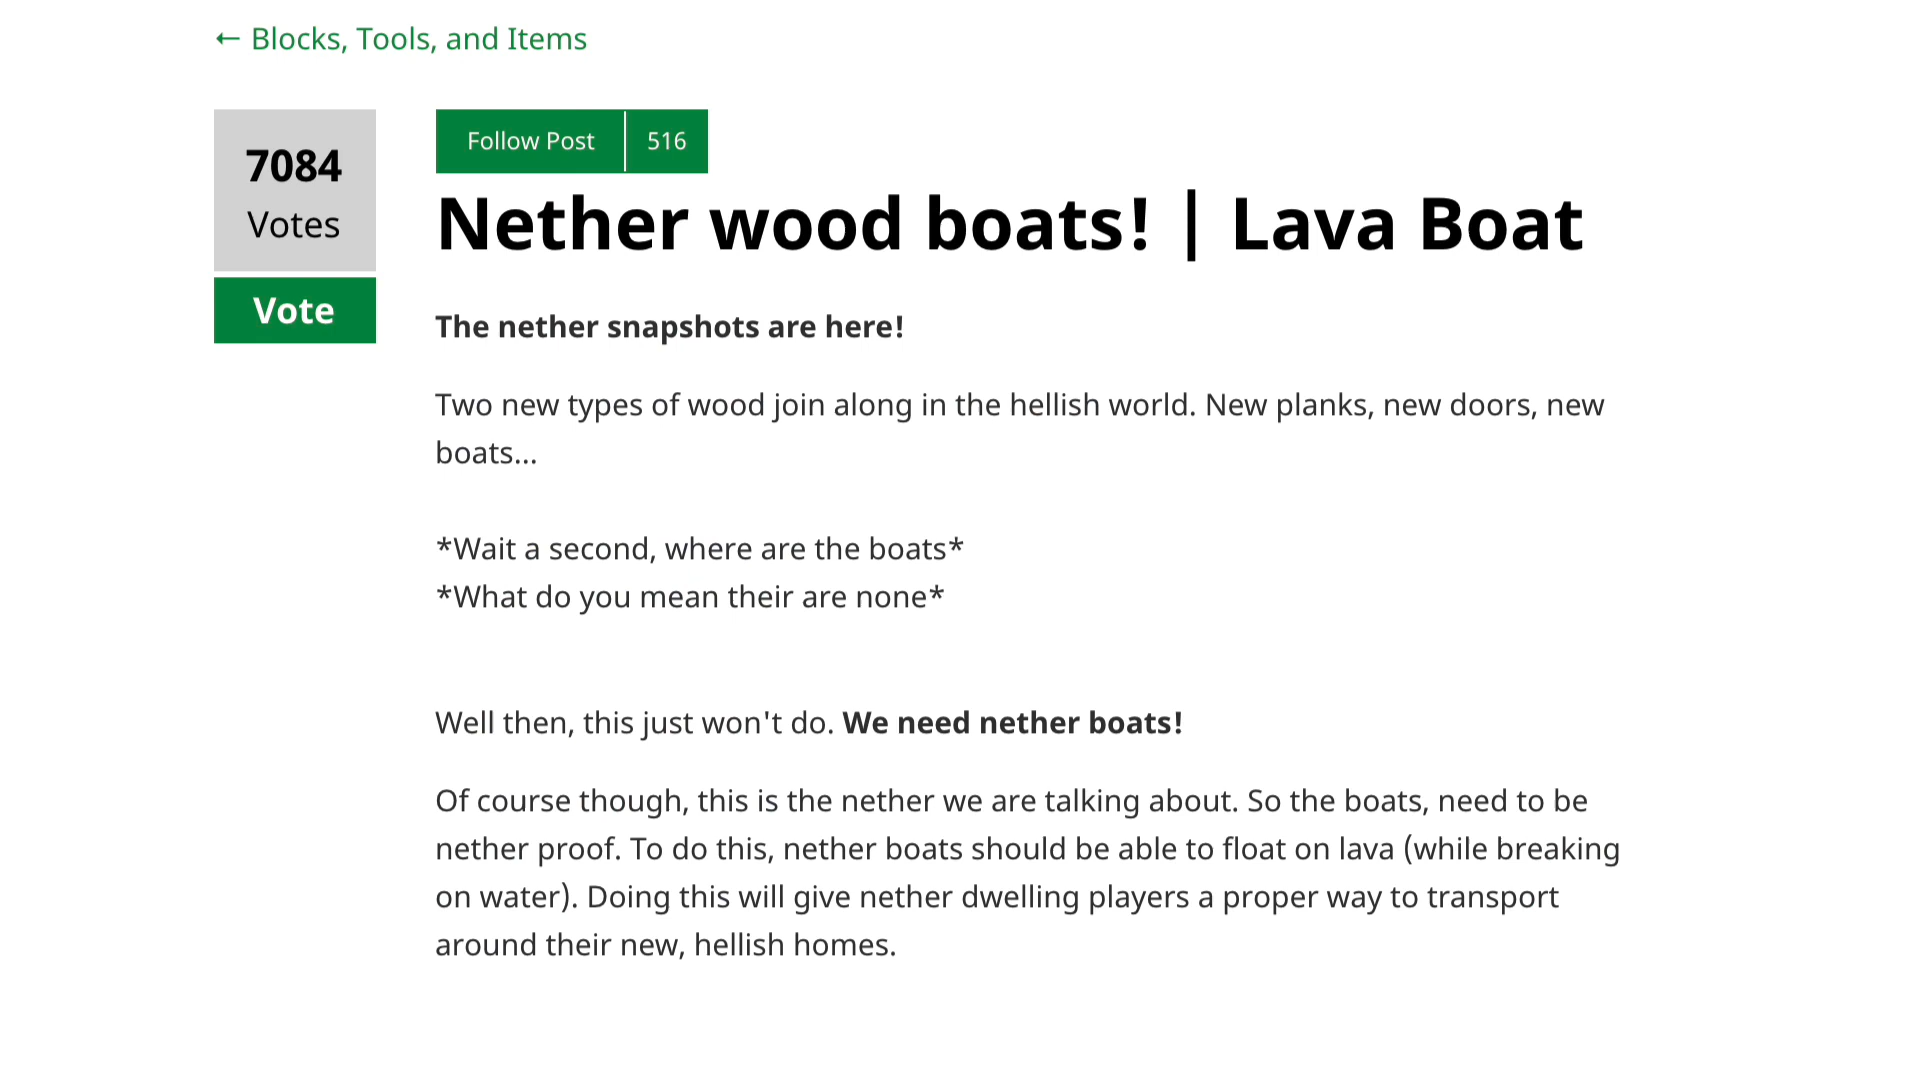 ← Blocks, Tools, and Items
7084
Votes
Vote
Follow Post 516
Nether wood boats! | Lava Boat
The nether snapshots are here!
Two new types of wood join along in the hellish world. New planks, new doors, new
boats...
*Wait a second, where are the boats*
*What do you mean their are none*
Well then, this just won't do. We need nether boats!
Of course though, this is the nether we are talking about. So the boats, need to be
nether proof. To do this, nether boats should be able to float on lava (while breaking
on water). Doing this will give nether dwelling players a proper way to transport
around their new, hellish homes.